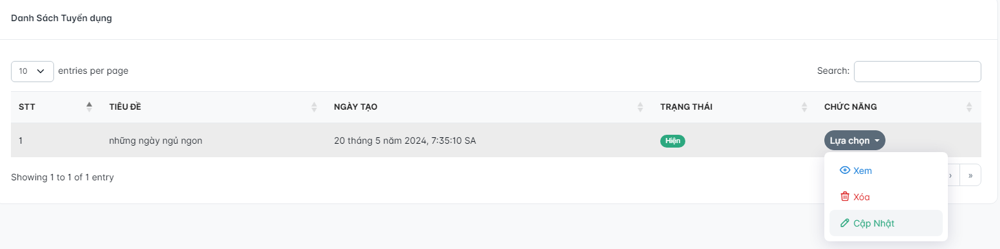 Danh Sách Tuyển dụng
10 entries per page Search:
STT TIÊU ĐỀ NGÀY TẠO TRẠNG THÁI CHỨC NĂNG
1 những ngày ngủ ngon 20 tháng 5 năm 2024, 7:35:10 SA Hiện Lựa chọn
Showing 1 to 1 of 1 entry › »
Xem
Xóa
Cập Nhật